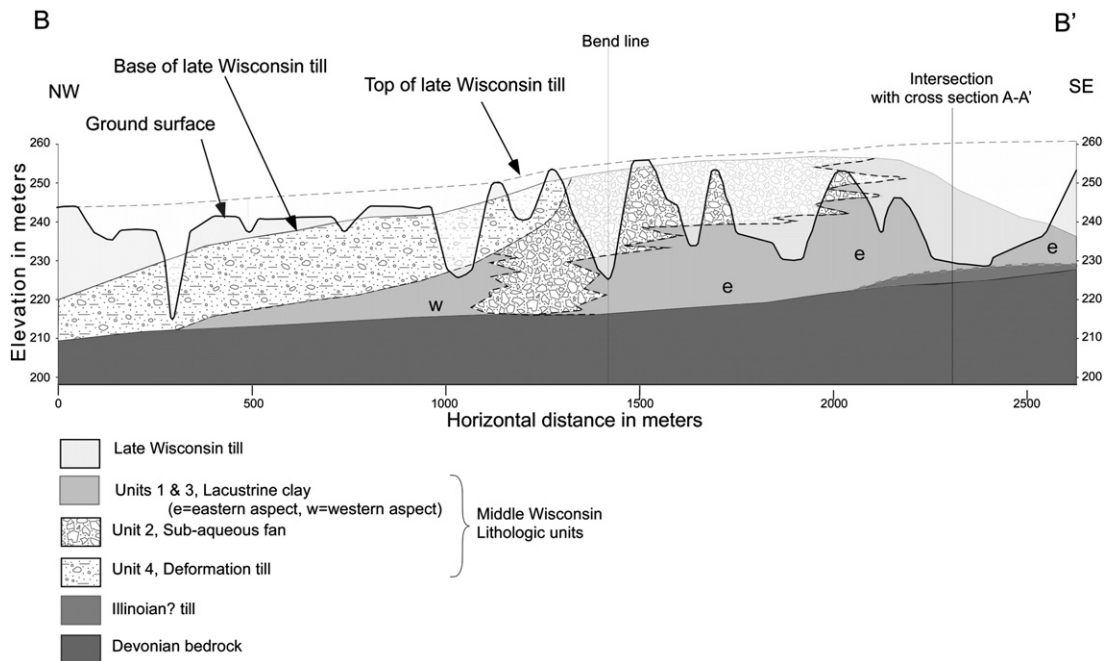 B
B’
Bend line
Base of late Wisconsin till
Intersection
with cross section A-A’
NW
Top of late Wisconsin till
SE
Ground surface
Elevation in meters
260
250
240
230
220
210
200
w
e
e
e
260
250
240
230
220
210
200
0
500
1000
1500
2000
2500
Horizontal distance in meters
Late Wisconsin till
Units 1 & 3, Lacustrine clay
(e=eastern aspect, w=western aspect)
Unit 2, Sub-aqueous fan
Unit 4, Deformation till
Middle Wisconsin
Lithologic units
Illinoian? till
Devonian bedrock